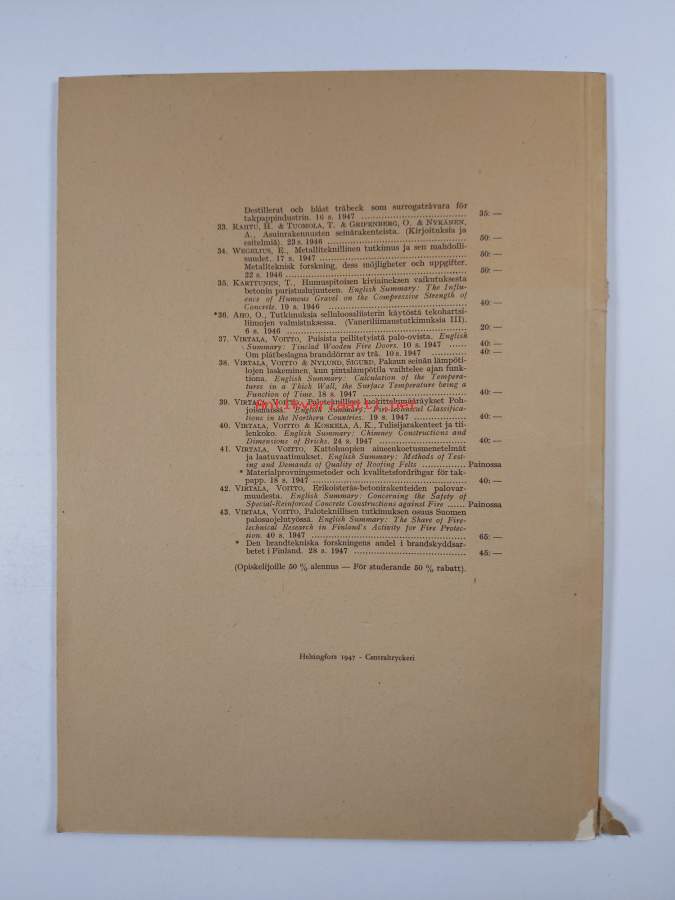 Destillerat och blåst träbeck som surrogatråvara för
takpappindustrin. 16 s. 1947 ........ 35: —
33. RAHTU, H. & TUOMOLA, T. & GRIPENBERG, O. & NYKÄNEN,
A., Asuinrakennusten seinärakenteista. (Kirjoituksia ja
esitelmiä). 23 s. 1946 ........ 50: —
34. WEGELIUS, E., Metalliteknillinen tutkimus ja sen mahdolli-
suudet. 17 s. 1947 ........ 50: —
Metallteknisk forskning, dess möjligheter och uppgifter.
22 s. 1946 ........ 50: —
35. KARTTUNEN, T., Humuspitoisen kiviaineksen vaikutuksesta
betonin puristuslujuuteen. English Summary: The Influ-
ence of Humous Gravel on the Compressive Strength of
Concrete. 19 s. 1946 ........ 40: —
*36. AHO, O., Tutkimuksia selluloosaliisterin käytöstä tekohartsi-
liimojen valmistuksessa. (Vaneriliimaustutkimuksia III).
6 s. 1946 ........ 20: —
37. VIRTALA, VOITTO, Puisista pellitetyistä palo-ovista. English
Summary: Tinclad Wooden Fire Doors. 10 s. 1947 ...... 40: —
Om plåtbeslagna branddörrar av trä. 10 s. 1947 ........ 40: —
38. VIRTALA, VOITTO & NYLUND, SIGURD, Paksun seinän lämpöti-
lojen laskeminen, kun pintalämpötila vaihtelee ajan funk-
tiona. English Summary: Calculation of the Tempera-
tures in a Thick Wall, the Surface Temperature being a
Function of Time. 18 s. 1947 ........ 40: —
39. VIRTALA, VOITTO, Paloteknilliset luokittelumääräykset Poh-
joismaissa. English Summary: Fire-technical Classifica-
tions in the Northern Countries. 19 s. 1947 ........ 40: —
40. VIRTALA, VOITTO & KOSKELA, A. K., Tulisijarakenteet ja tii-
lenkoko. English Summary: Chimney Constructions and
Dimensions of Bricks. 24 s. 1947 ........ 40: —
41. VIRTALA, VOITTO, Kattohuopien aineenkoetusmenetelmät
ja laatuvaatimukset. English Summary: Methods of Test-
ing and Demands of Quality of Roofing Felts ........ Painossa
* Materialprovningsmetoder och kvalitetsfordringar för tak-
papp. 18 s. 1947 ........ 40: —
42. VIRTALA, VOITTO, Erikoisteräs-betonirakenteiden palovar-
muudesta. English Summary: Concerning the Safety of
Special-Reinforced Concrete Constructions against Fire ...... Painossa
43. VIRTALA, VOITTO, Paloteknillisen tutkimuksen osuus Suomen
palosuojelutyössä. English Summary: The Share of Fire-
technical Research in Finland's Activity for Fire Protec-
tion. 40 s. 1947 ........ 65: —
* Den brandtekniska forskningens andel i brandskyddsar-
betet i Finland. 28 s. 1947 ........ 45: —
(Opiskelijoille 50 % alennus — För studerande 50 % rabatt).
Helsingfors 1947 - Centraltryckeri